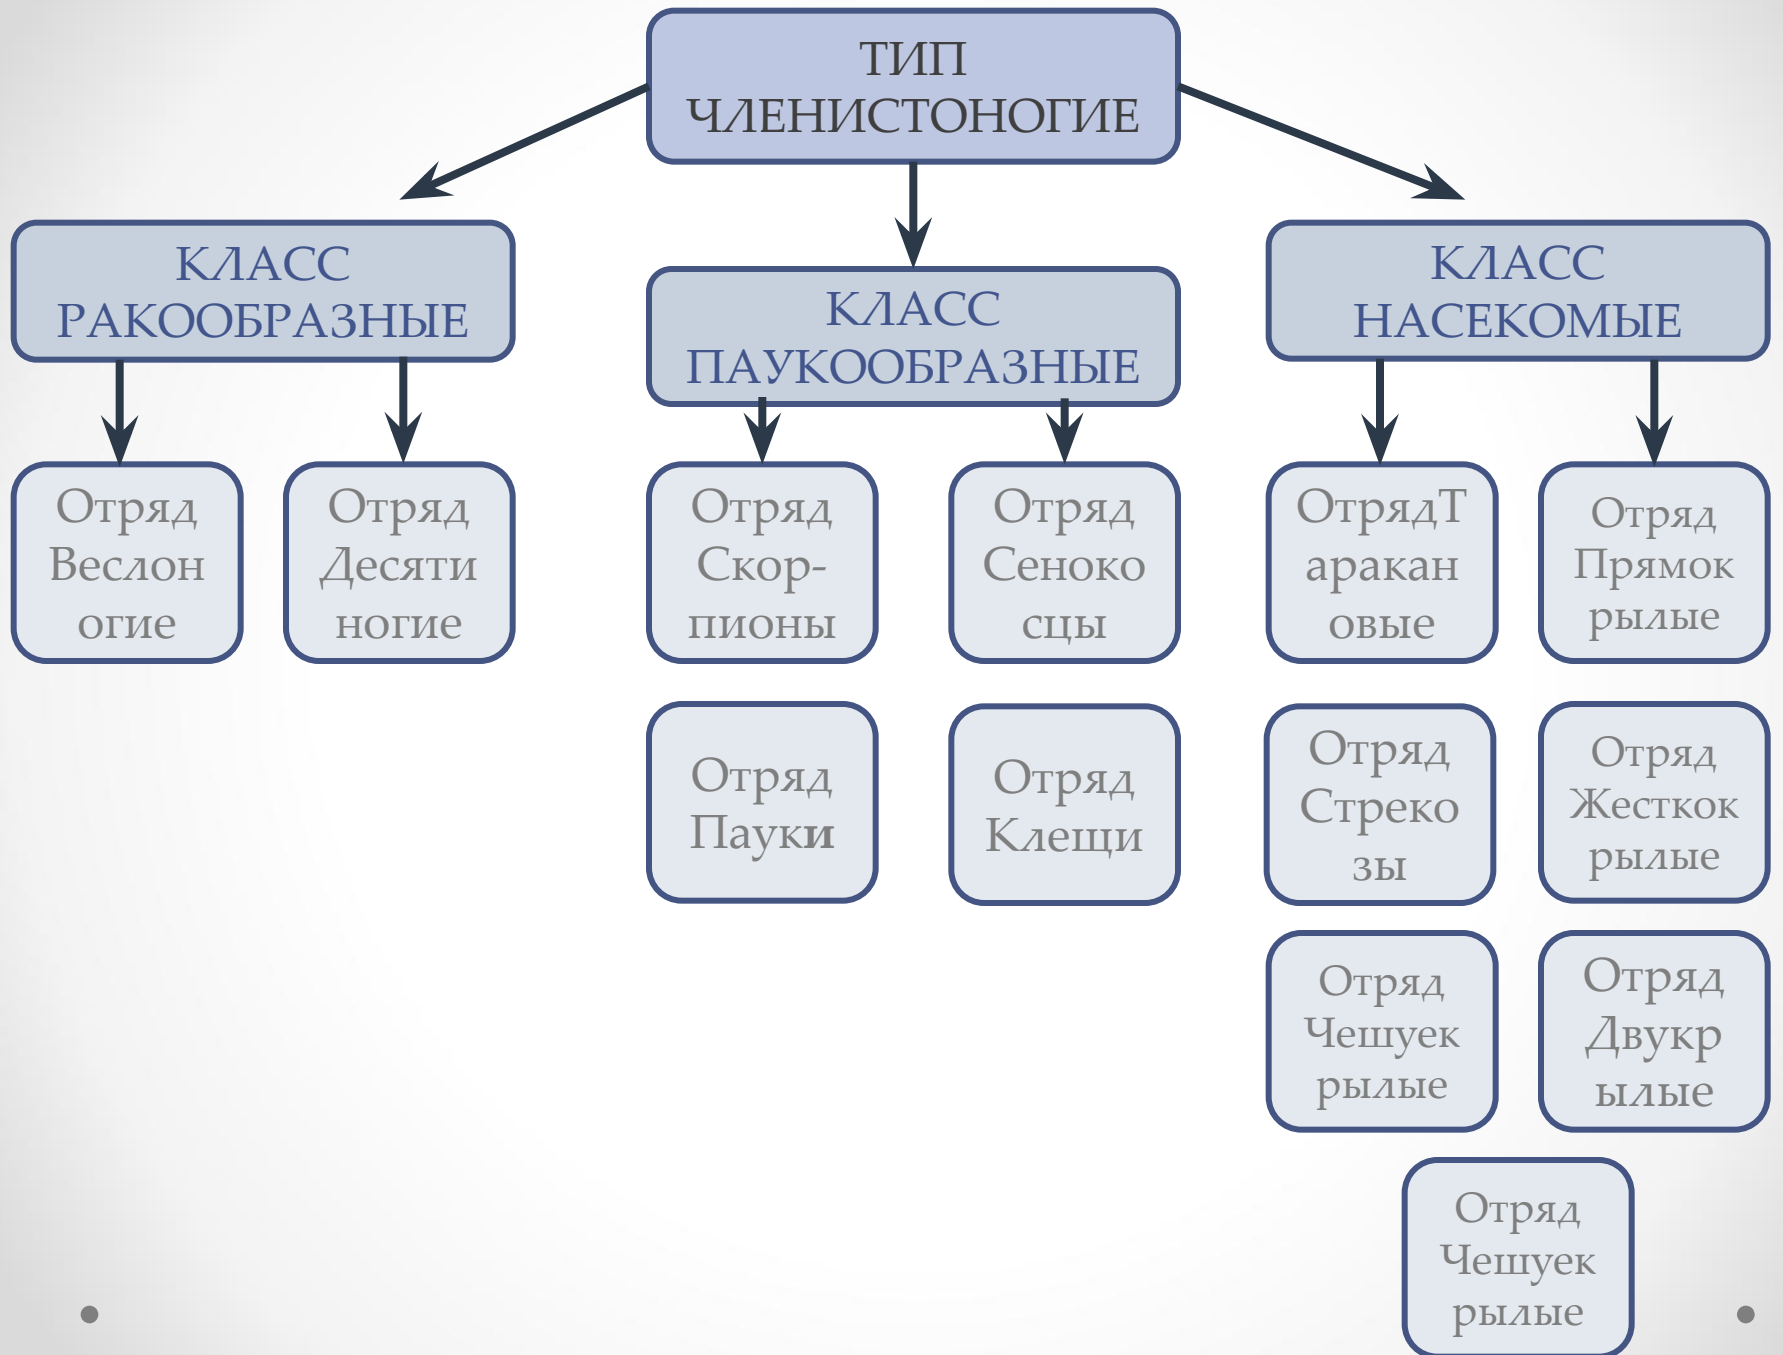 ТИП
ЧЛЕНИСТОНОГИЕ
КЛАСС
РАКООБРАЗНЫЕ
КЛАСС
ПАУКООБРАЗНЫЕ
КЛАСС
НАСЕКОМЫЕ
Отряд
Веслон
огие
Отряд
Десяти
ногие
Отряд
Скор-
пионы
Отряд
Сеноко
сцы
ОтрядТ
аракан
овые
Отряд
Прямок
рылые
Отряд
Пауки
Отряд
Клещи
Отряд
Стреко
зы
Отряд
Жесткок
рылые
Отряд
Чешуек
рылые
Отряд
Двукр
ылые
Отряд
Чешуек
рылые